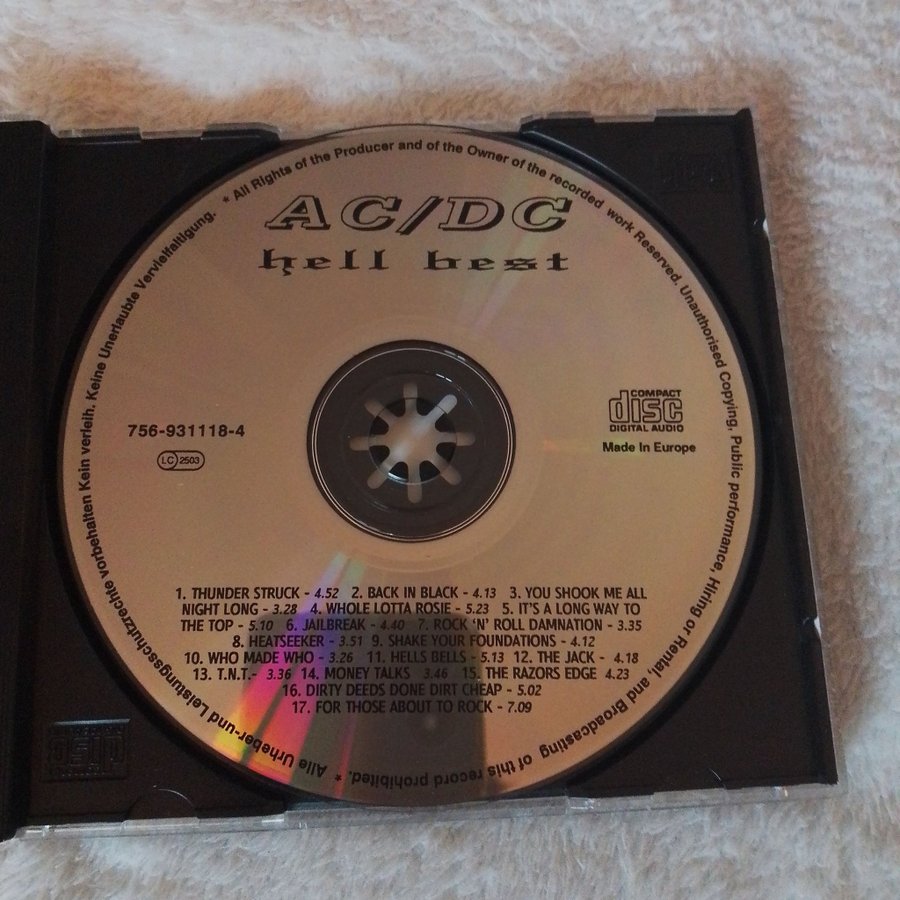 * All Rights of the Producer and of the Owner of the recorded work Reserved. Unauthorised Copying, Public performance, Hiring or Rental, and Broadcasting of this record prohibited.
* Alle Urheber-und Leistungsschutzrechte vorbehalten Kein verleih. Keine Unerlaubte Vervielfältigung.
AC/DC
hell best
756-931118-4
LC 2503
COMPACT
disc
DIGITAL AUDIO
Made In Europe
1. THUNDER STRUCK - 4.52 2. BACK IN BLACK - 4.13 3. YOU SHOOK ME ALL
NIGHT LONG - 3.28 4. WHOLE LOTTA ROSIE - 5.23 5. IT'S A LONG WAY TO
THE TOP - 5.10 6. JAILBREAK - 4.40 7. ROCK 'N' ROLL DAMNATION - 3.35
8. HEATSEEKER - 3.51 9. SHAKE YOUR FOUNDATIONS - 4.12
10. WHO MADE WHO - 3.26 11. HELLS BELLS - 5.13 12. THE JACK - 4.18
13. T.N.T.- 3.36 14. MONEY TALKS 3.46 15. THE RAZORS EDGE - 4.23
16. DIRTY DEEDS DONE DIRT CHEAP - 5.02
17. FOR THOSE ABOUT TO ROCK - 7.09
disc